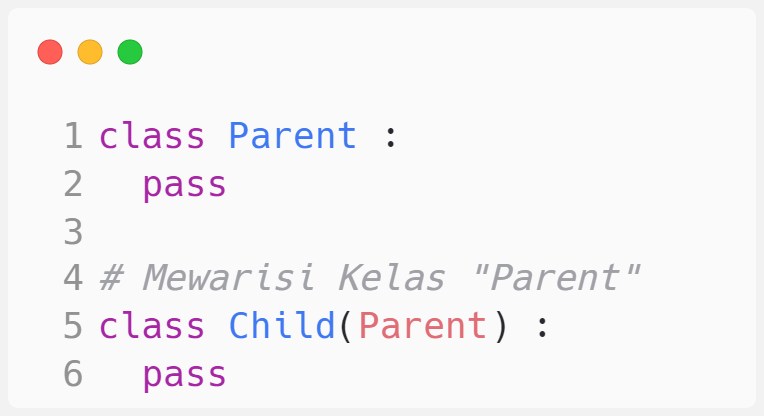 1 class Parent :
2   pass
3
4 # Mewarisi Kelas "Parent"
5 class Child(Parent) :
6   pass